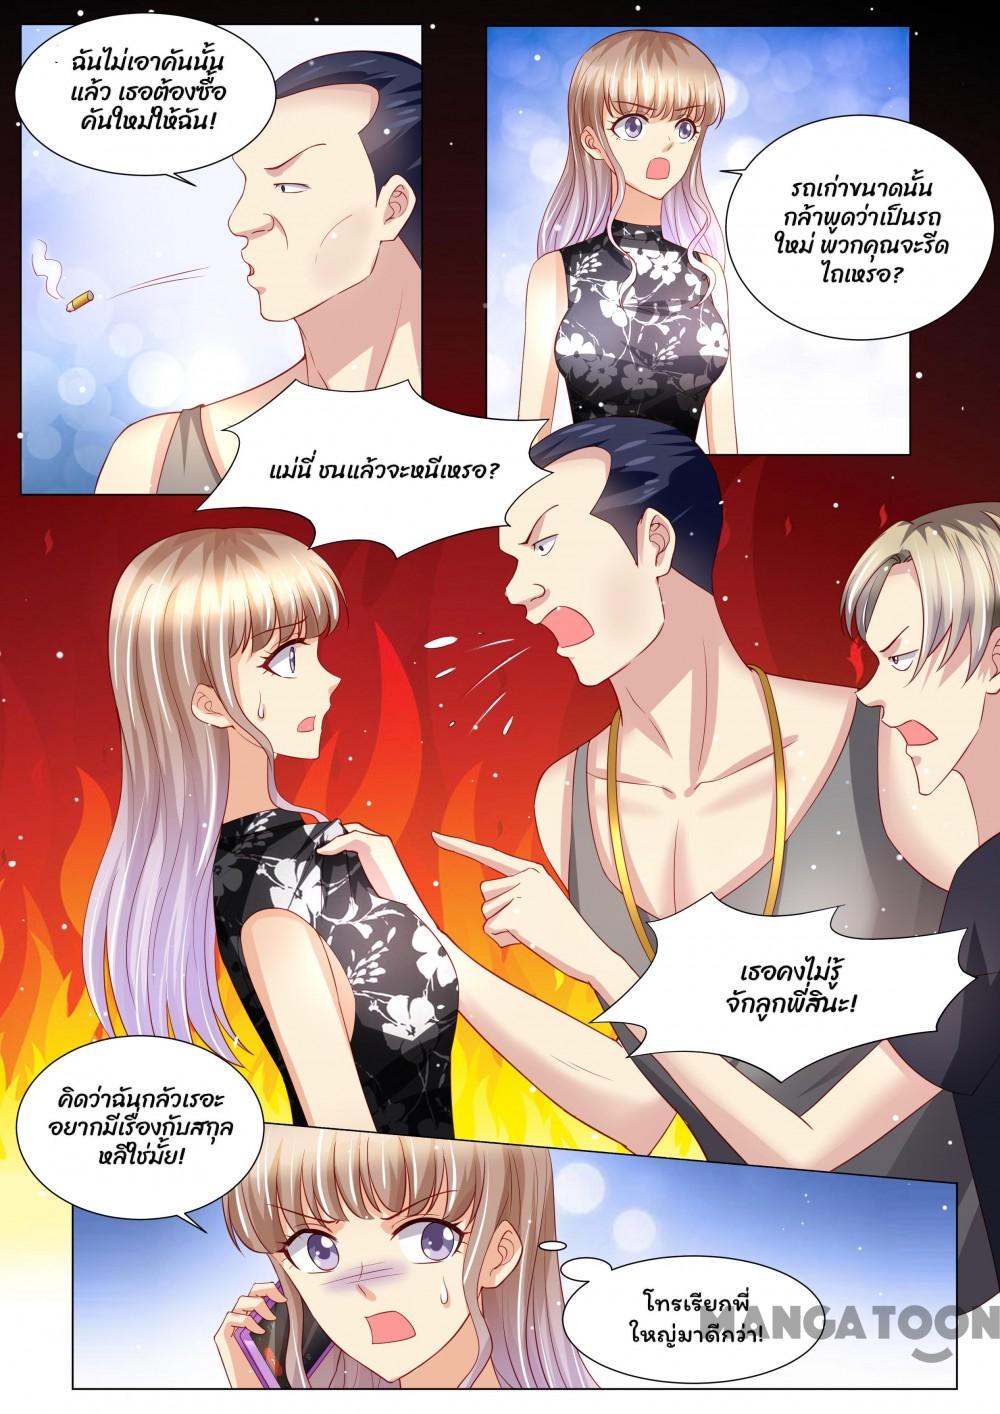 ฉันไม่เอาคันนั้น
แล้ว เธอต้องซื้อ
คันใหม่ให้ฉัน!
รถเก่าขนาดนั้น
กล้าพูดว่าเป็นรถ
ใหม่ พวกคุณจะรีด
ไถเหรอ?
แม่นี่ ชนแล้วจะหนีเหรอ?
เธอคงไม่รู้
จักลูกพี่สินะ!
คิดว่าฉันกลัวเรอะ
อยากมีเรื่องกับสกุล
หลีใช่มั้ย!
โทรเรียกพี่
ใหญ่มาดีกว่า!
MANGATOON